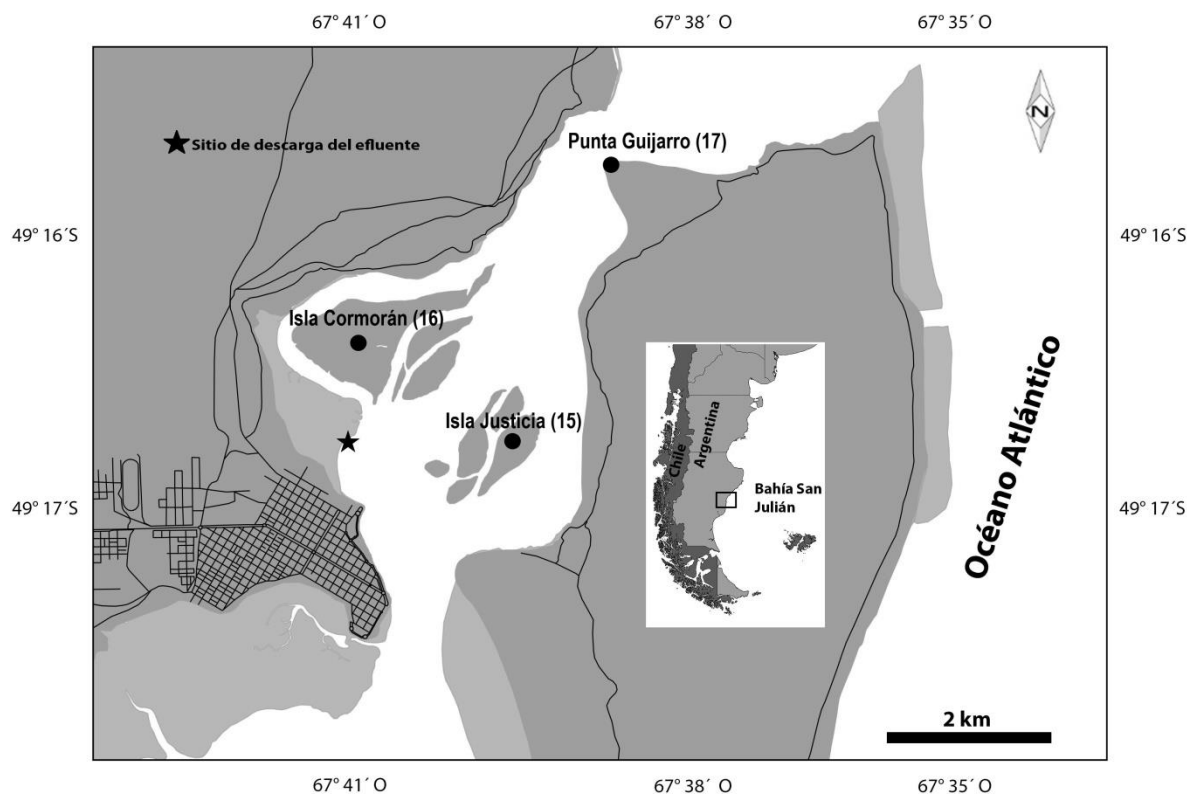 67° 41´ O
67° 38´ O
67° 35´ O
N
Sitio de descarga del efluente
Punta Guijarro (17)
49° 16´S
49° 16´S
Isla Cormorán (16)
Isla Justicia (15)
Chile
Argentina
Bahía San
Julián
Océano Atlántico
49° 17´S
49° 17´S
2 km
67° 41´ O
67° 38´ O
67° 35´ O